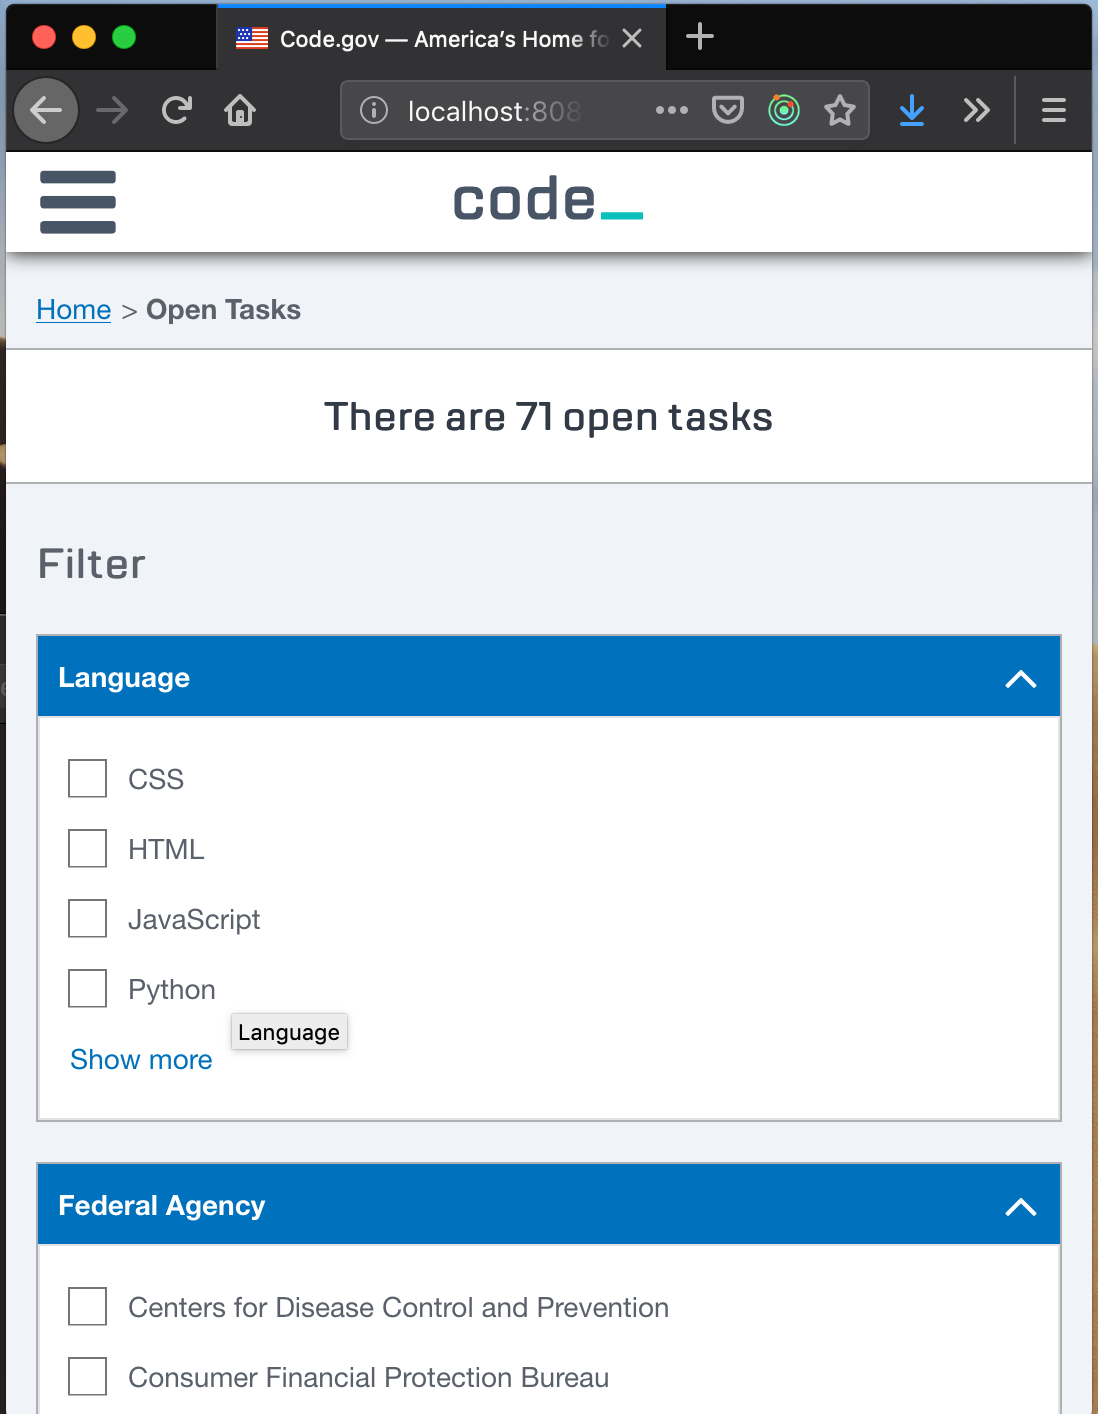 Code.gov — America's Home fo
localhost:808
code_
Home > Open Tasks
There are 71 open tasks
Filter
Language
CSS
HTML
JavaScript
Python
Language
Show more
Federal Agency
Centers for Disease Control and Prevention
Consumer Financial Protection Bureau